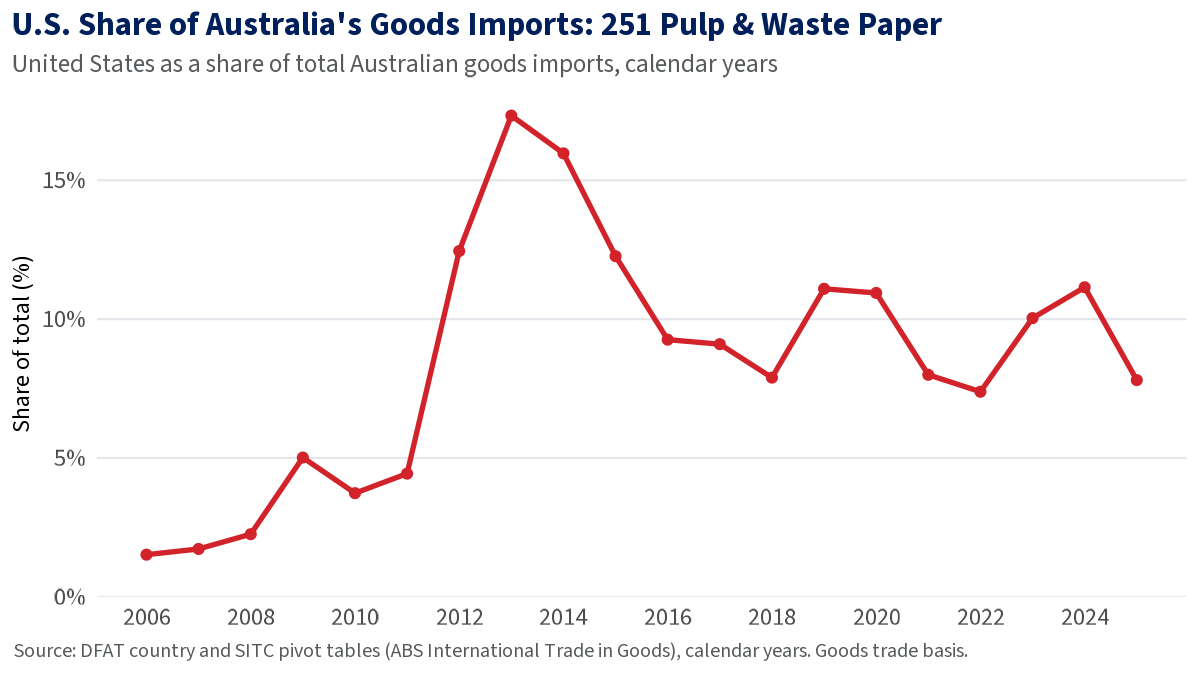 U.S. Share of Australia's Goods Imports: 251 Pulp & Waste Paper
United States as a share of total Australian goods imports, calendar years
Share of total (%)
15%
10%
5%
0%
2006 2008 2010 2012 2014 2016 2018 2020 2022 2024
Source: DFAT country and SITC pivot tables (ABS International Trade in Goods), calendar years. Goods trade basis.